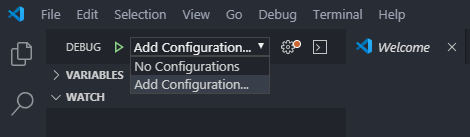 File Edit Selection View Go Debug Terminal Help
DEBUG Add Configuration... Welcome
No Configurations
VARIABLES
Add Configuration...
WATCH